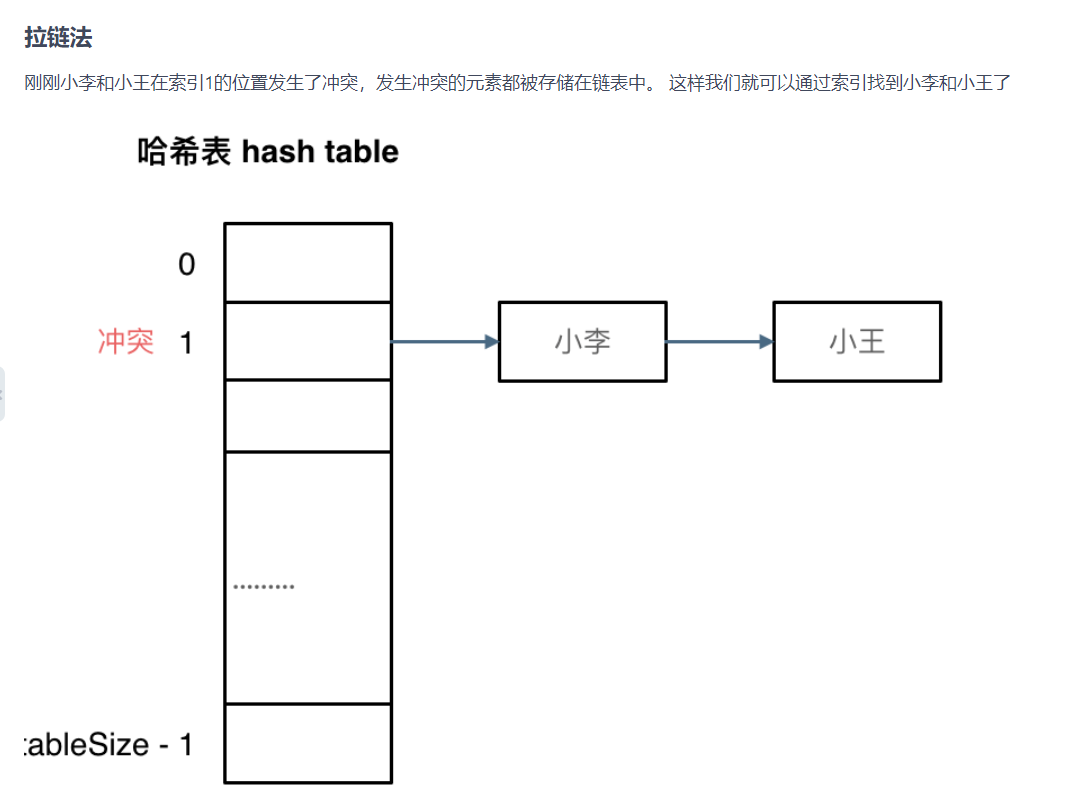 拉链法
刚刚小李和小王在索引1的位置发生了冲突，发生冲突的元素都被存储在链表中。 这样我们就可以通过索引找到小李和小王了
哈希表 hash table
0
冲突 1 小李 小王
.........
tableSize - 1